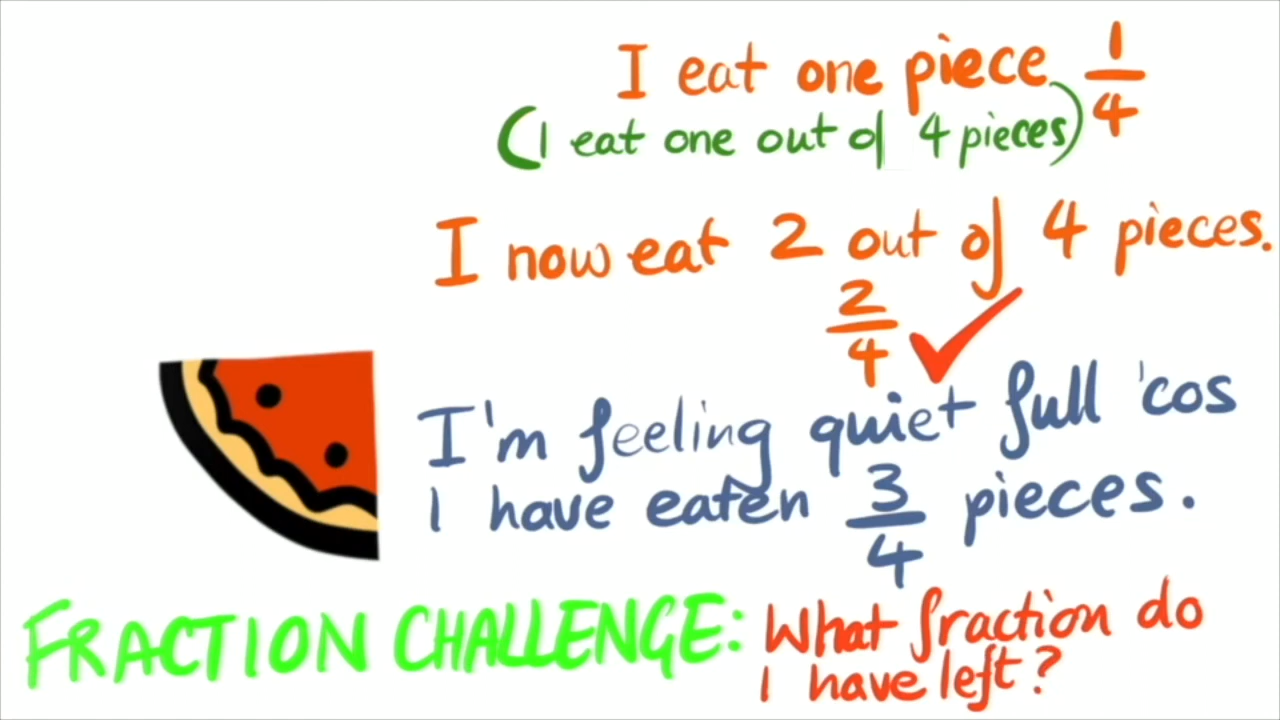 I eat one piece 1/4
(I eat one out of 4 pieces)
I now eat 2 out of 4 pieces.
2/4 ✓
I'm feeling quiet full 'cos
I have eaten 3/4 pieces.
FRACTION CHALLENGE: What fraction do
I have left?